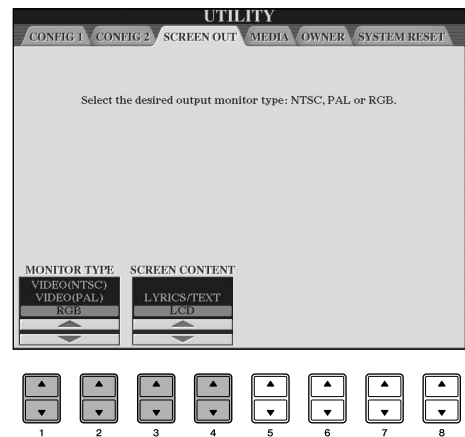 UTILITY
CONFIG 1 CONFIG 2 SCREEN OUT MEDIA OWNER SYSTEM RESET
Select the desired output monitor type: NTSC, PAL or RGB.
MONITOR TYPE SCREEN CONTENT
VIDEO(NTSC)
VIDEO(PAL) LYRICS/TEXT
RGB LCD
1 2 3 4 5 6 7 8